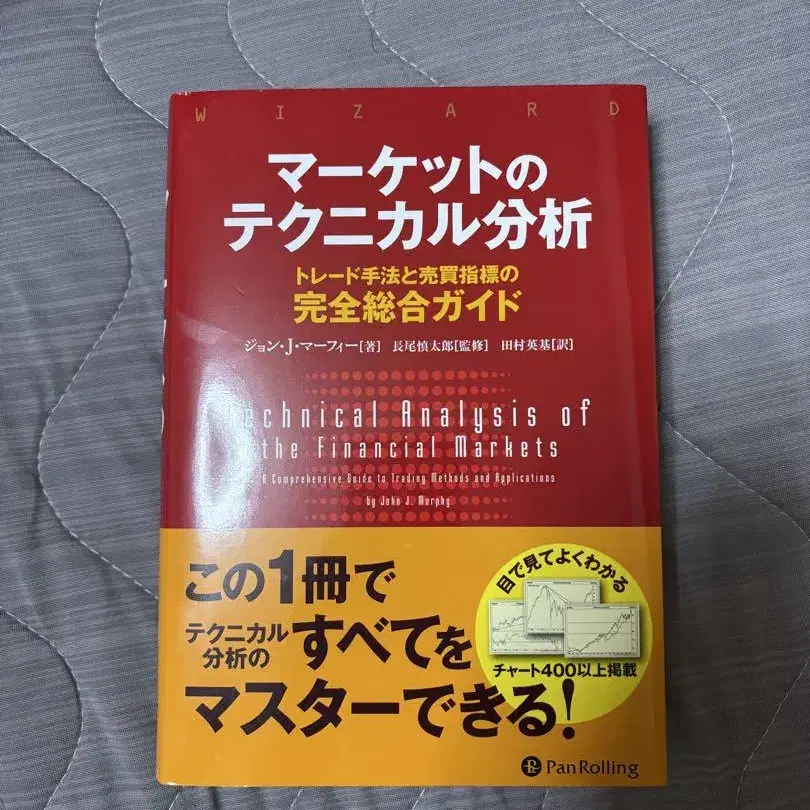 WIZARD
マーケットの
テクニカル分析
トレード手法と売買指標の
完全総合ガイド
ジョン・J・マーフィー[著] 長尾慎太郎[監修] 田村英基[訳]
Technical Analysis of
the Financial Markets
A Comprehensive Guide to Trading Methods and Applications
by John J. Murphy
この1冊で
テクニカル
分析の
すべてを
マスターできる!
目で見てよくわかる
チャート400以上掲載
PanRolling